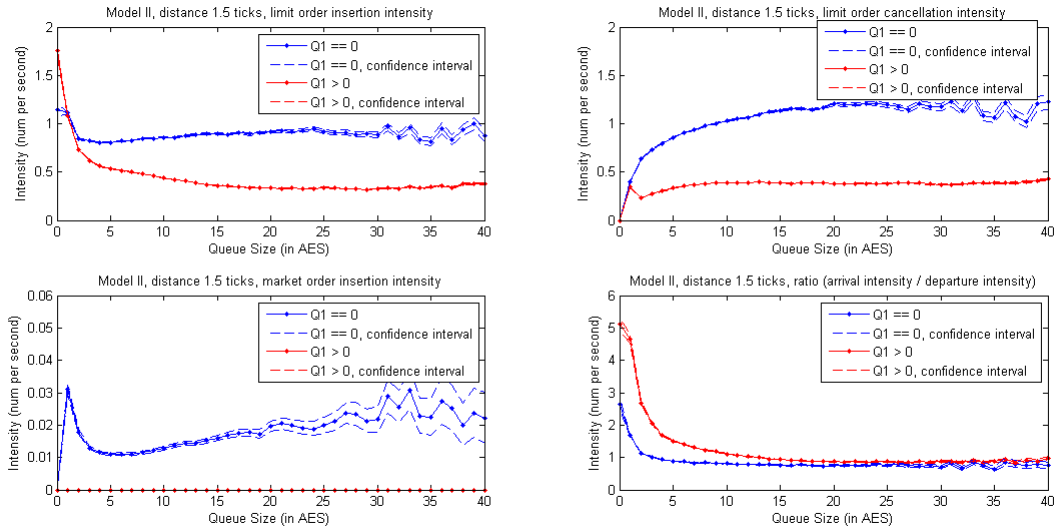 Model II, distance 1.5 ticks, limit order insertion intensity
2
1.5
1
0.5
0
Intensity (num per second)
Q1 == 0
Q1 == 0, confidence interval
Q1 > 0
Q1 > 0, confidence interval
0 5 10 15 20 25 30 35 40
Queue Size (in AES)
Model II, distance 1.5 ticks, limit order cancellation intensity
2
1.5
1
0.5
0
Intensity (num per second)
Q1 == 0
Q1 == 0, confidence interval
Q1 > 0
Q1 > 0, confidence interval
0 5 10 15 20 25 30 35 40
Queue Size (in AES)
Model II, distance 1.5 ticks, market order insertion intensity
0.06
0.05
0.04
0.03
0.02
0.01
0
Intensity (num per second)
Q1 == 0
Q1 == 0, confidence interval
Q1 > 0
Q1 > 0, confidence interval
0 5 10 15 20 25 30 35 40
Queue Size (in AES)
Model II, distance 1.5 ticks, ratio (arrival intensity / departure intensity)
6
5
4
3
2
1
0
Intensity (num per second)
Q1 == 0
Q1 == 0, confidence interval
Q1 > 0
Q1 > 0, confidence interval
0 5 10 15 20 25 30 35 40
Queue Size (in AES)